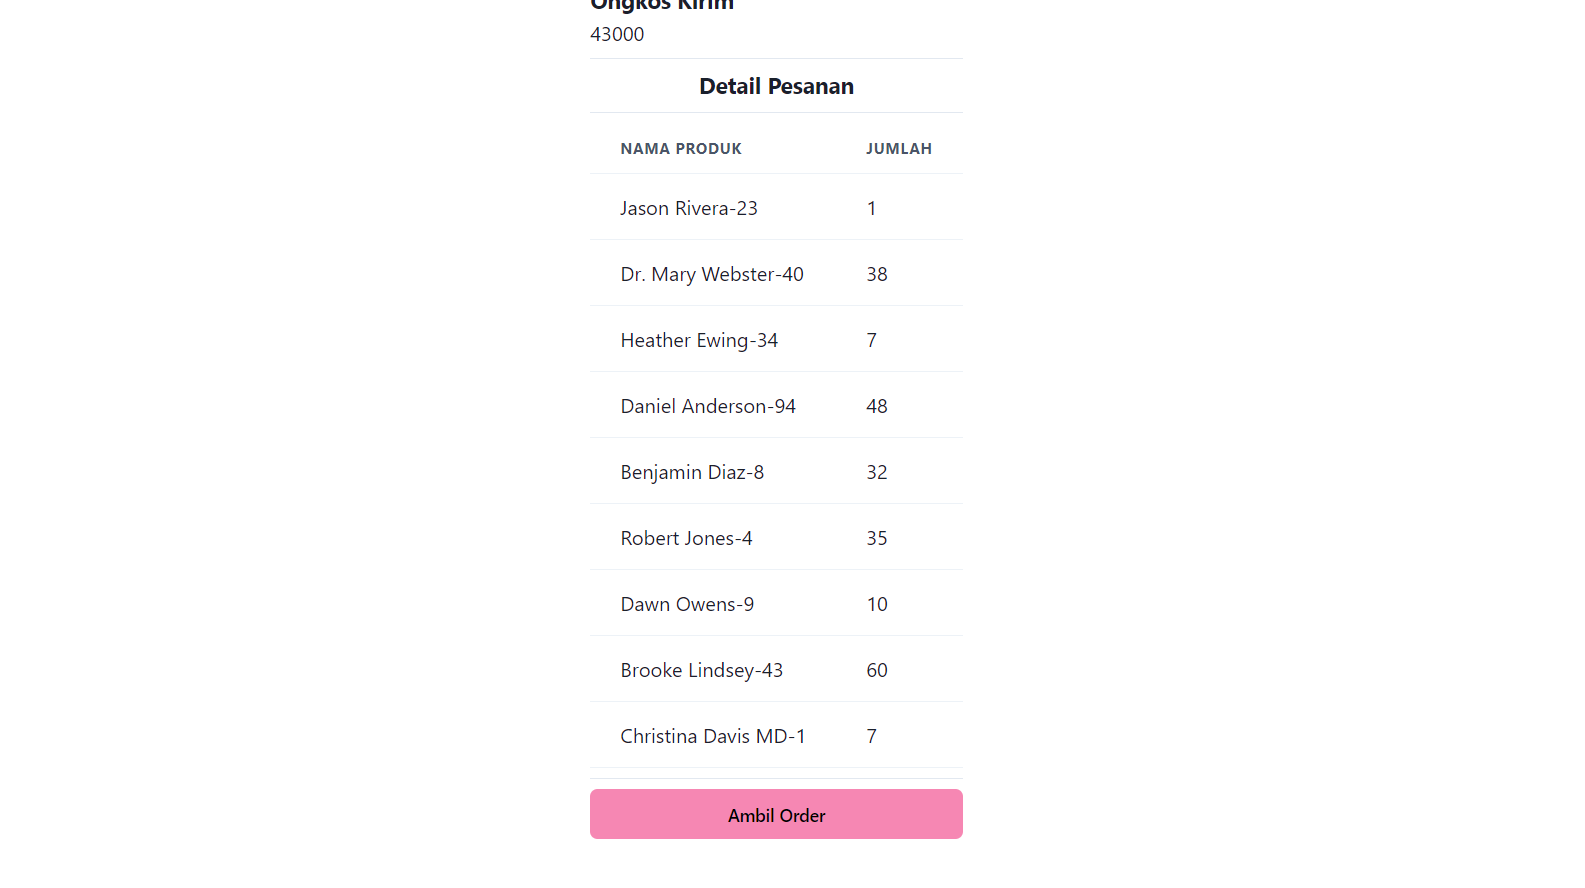 Ongkos Kirim
43000
Detail Pesanan
NAMA PRODUK JUMLAH
Jason Rivera-23 1
Dr. Mary Webster-40 38
Heather Ewing-34 7
Daniel Anderson-94 48
Benjamin Diaz-8 32
Robert Jones-4 35
Dawn Owens-9 10
Brooke Lindsey-43 60
Christina Davis MD-1 7
Ambil Order